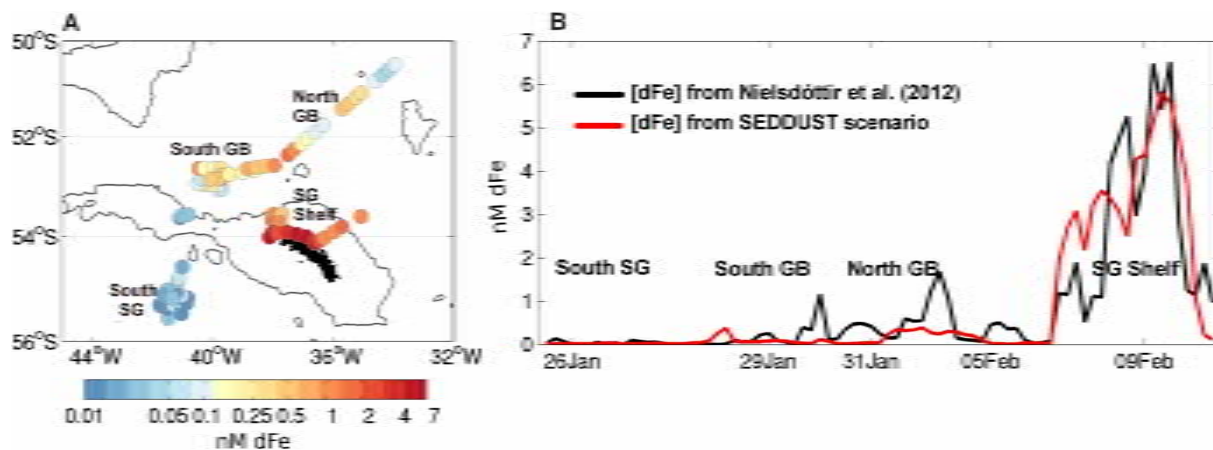 A
50°S
52°S
54°S
56°S
44°W
40°W
36°W
32°W
North
GB
South GB
SG
Shelf
South
SG
0.01
0.05
0.1
0.25
0.5
1
2
4
7
nM dFe
B
7
6
5
4
3
2
1
0
nM dFe
[dFe] from Nielsdóttir et al. (2012)
[dFe] from SEDDUST scenario
South SG
South GB
North GB
SG Shelf
26Jan
29Jan
31Jan
05Feb
09Feb